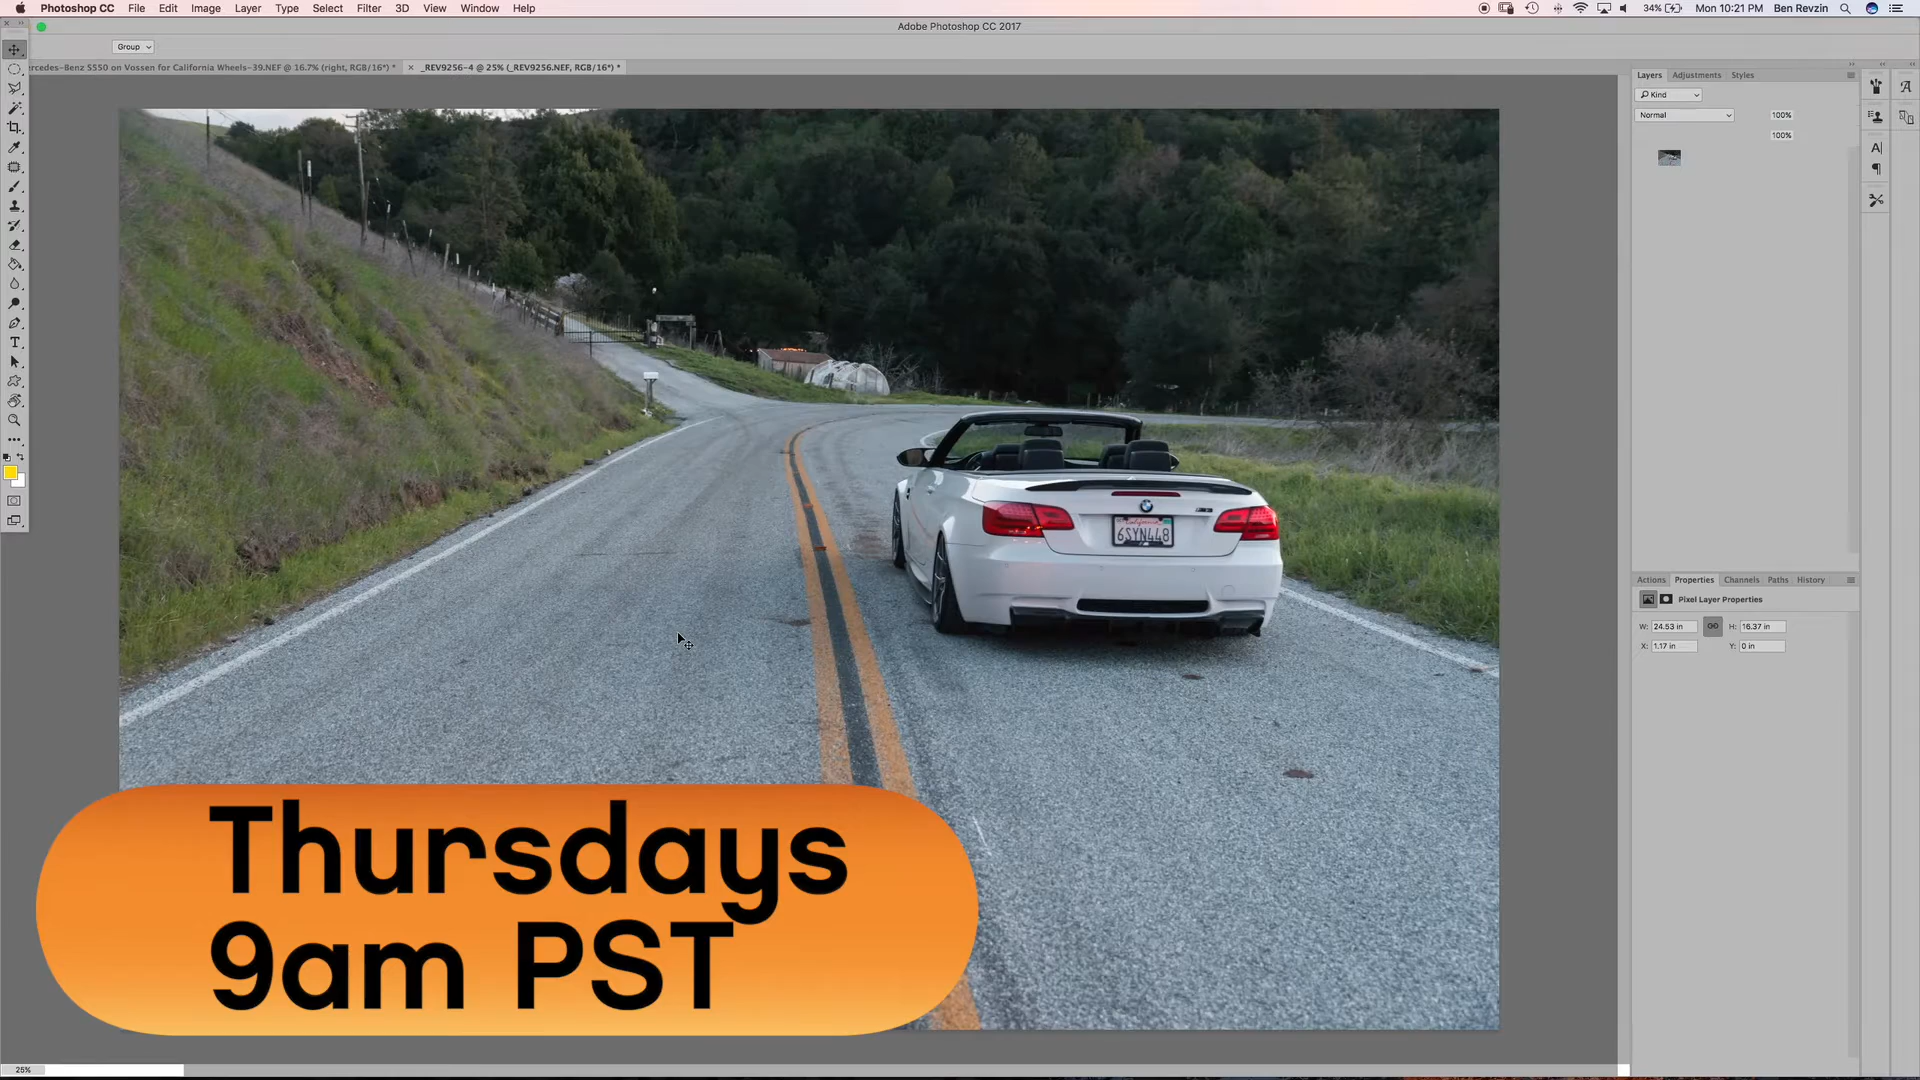 Photoshop CC File Edit Image Layer Type Select Filter 3D View Window Help 34% Mon 10:21 PM Ben Revzin
Adobe Photoshop CC 2017
Group
ercedes-Benz S550 on Vossen for California Wheels-39.NEF @ 16.7% (right, RGB/16*) * _REV9256-4 @ 25% (_REV9256.NEF, RGB/16*) *
Layers Adjustments Styles
Kind
Normal 100%
100%
California
6SYN448
Actions Properties Channels Paths History
Pixel Layer Properties
W: 24.53 in H: 16.37 in
X: 1.17 in Y: 0 in
Thursdays
9am PST
25%